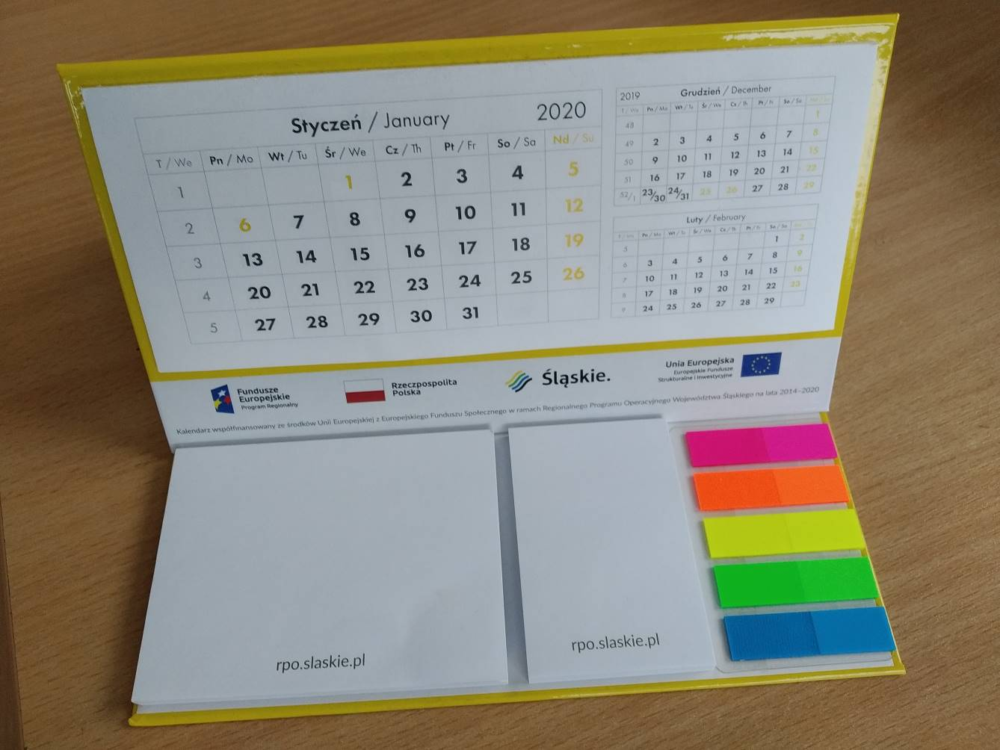 Styczeń / January 2020
T / We Pn / Mo Wt / Tu Śr / We Cz / Th Pt / Fr So / Sa Nd / Su
1 1 2 3 4 5
2 6 7 8 9 10 11 12
3 13 14 15 16 17 18 19
4 20 21 22 23 24 25 26
5 27 28 29 30 31
2019 Grudzień / December
T / We Pn / Mo Wt / Tu Śr / We Cz / Th Pt / Fr So / Sa
48 1
49 2 3 4 5 6 7 8
50 9 10 11 12 13 14 15
51 16 17 18 19 20 21 22
52/1 23/30 24/31 25 26 27 28 29
Luty / February
Pn / Mo Wt / Tu Śr / We Cz / Th Pt / Fr So / Sa
5 1 2
6 3 4 5 6 7 8 9
7 10 11 12 13 14 15 16
8 17 18 19 20 21 22 23
9 24 25 26 27 28 29
Fundusze
Europejskie
Program Regionalny
Rzeczpospolita
Polska
Śląskie.
Unia Europejska
Europejskie Fundusze
Strukturalne i Inwestycyjne
Kalendarz współfinansowany ze środków Unii Europejskiej z Europejskiego Funduszu Społecznego w ramach Regionalnego Programu Operacyjnego Województwa Śląskiego na lata 2014-2020
rpo.slaskie.pl
rpo.slaskie.pl